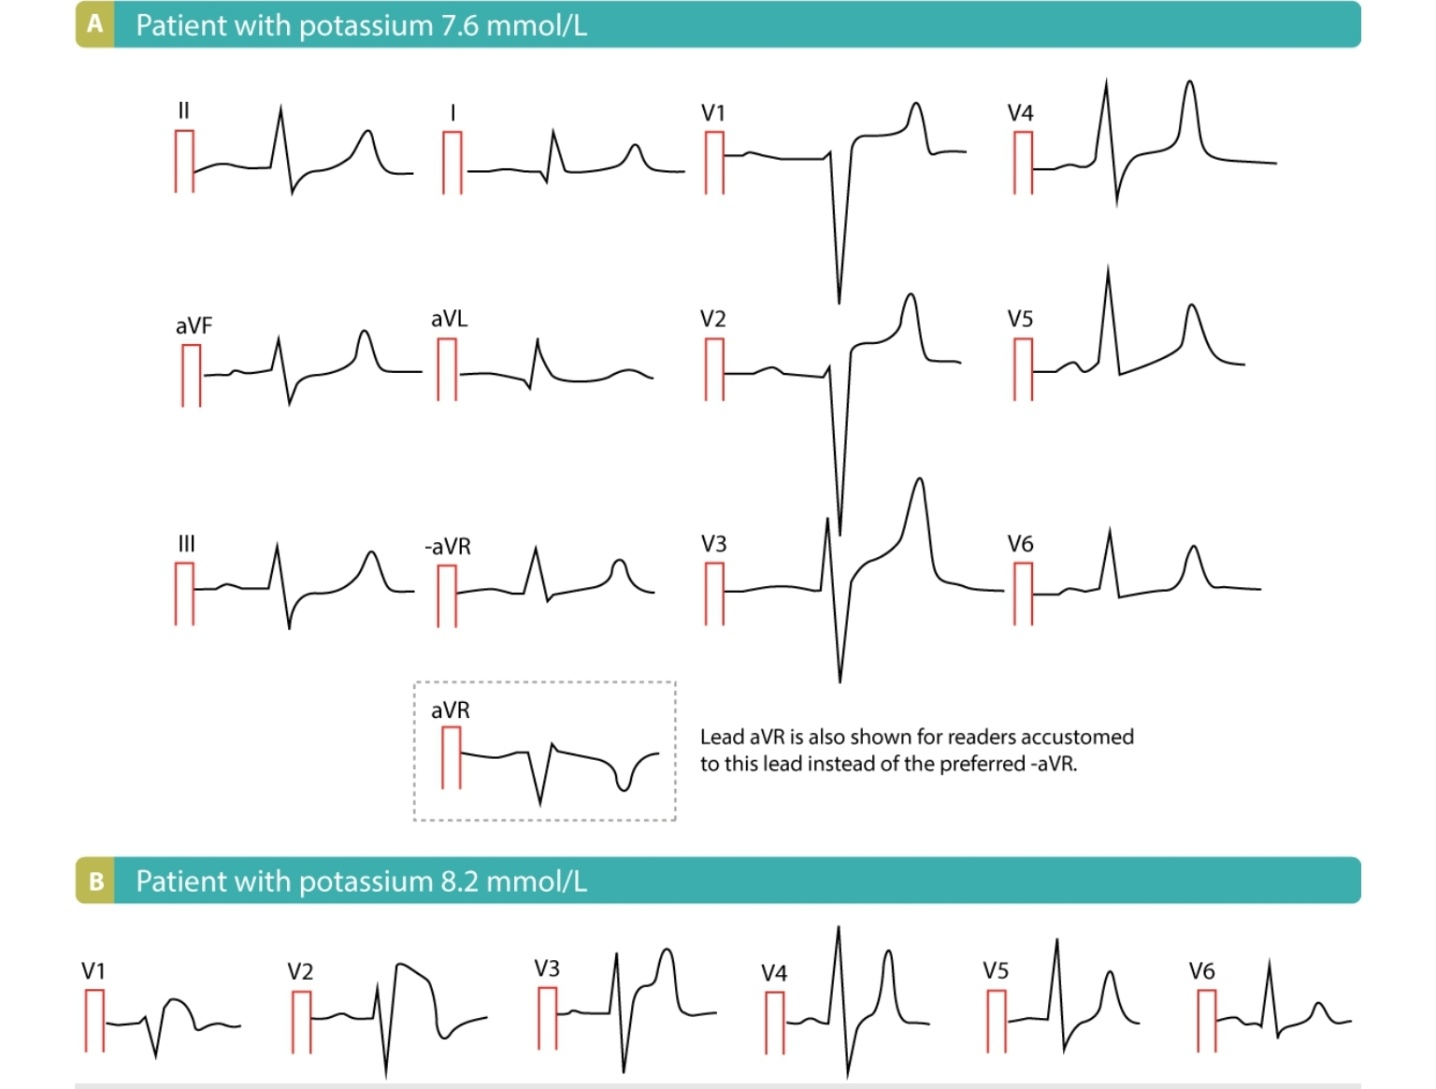 A Patient with potassium 7.6 mmol/L
II I V1 V4
aVF aVL V2 V5
III -aVR V3 V6
aVR
Lead aVR is also shown for readers accustomed
to this lead instead of the preferred -aVR.
B Patient with potassium 8.2 mmol/L
V1 V2 V3 V4 V5 V6